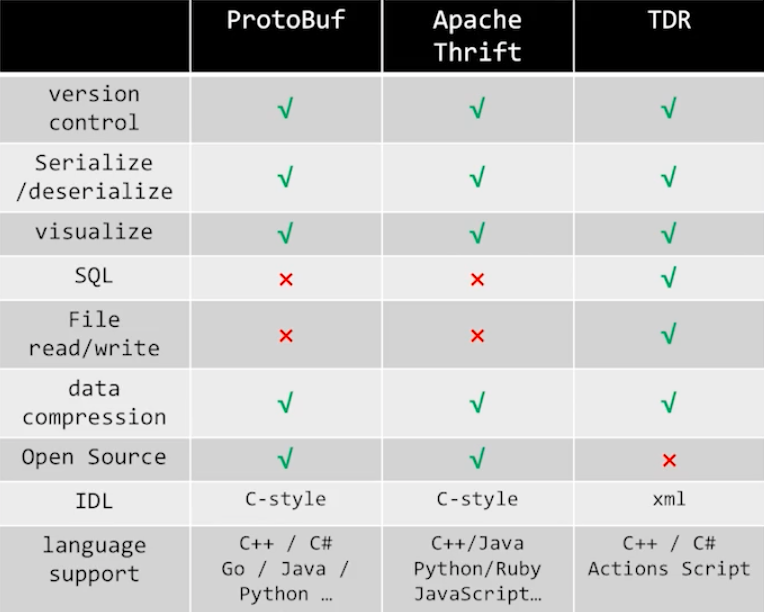 ProtoBuf
Apache
Thrift
TDR
version
control
√ √ √
Serialize
/deserialize
√ √ √
visualize √ √ √
SQL × × √
File
read/write
× × √
data
compression
√ √ √
Open Source √ √ ×
IDL C-style C-style xml
language
support
C++ / C#
Go / Java /
Python …
C++/Java
Python/Ruby
JavaScript…
C++ / C#
Actions Script